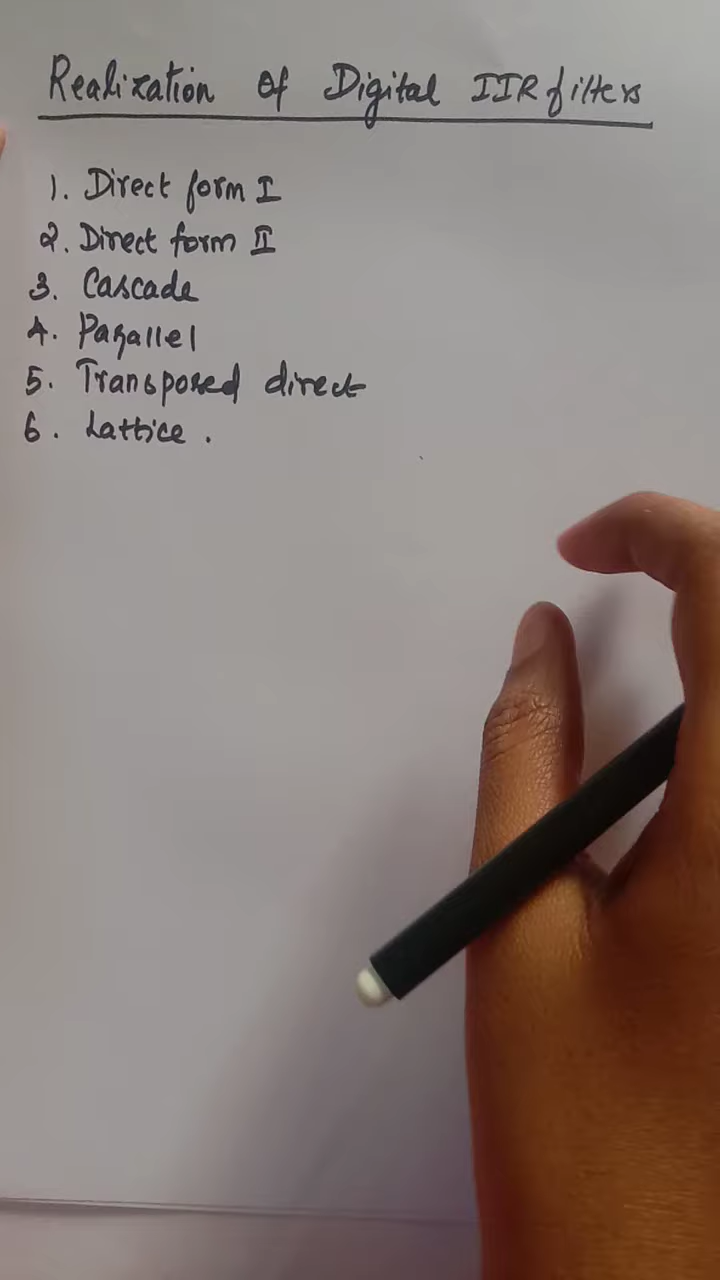 Realization of Digital IIR filters
1. Direct form I
2. Direct form II
3. Cascade
4. Parallel
5. Transposed direct
6. Lattice.